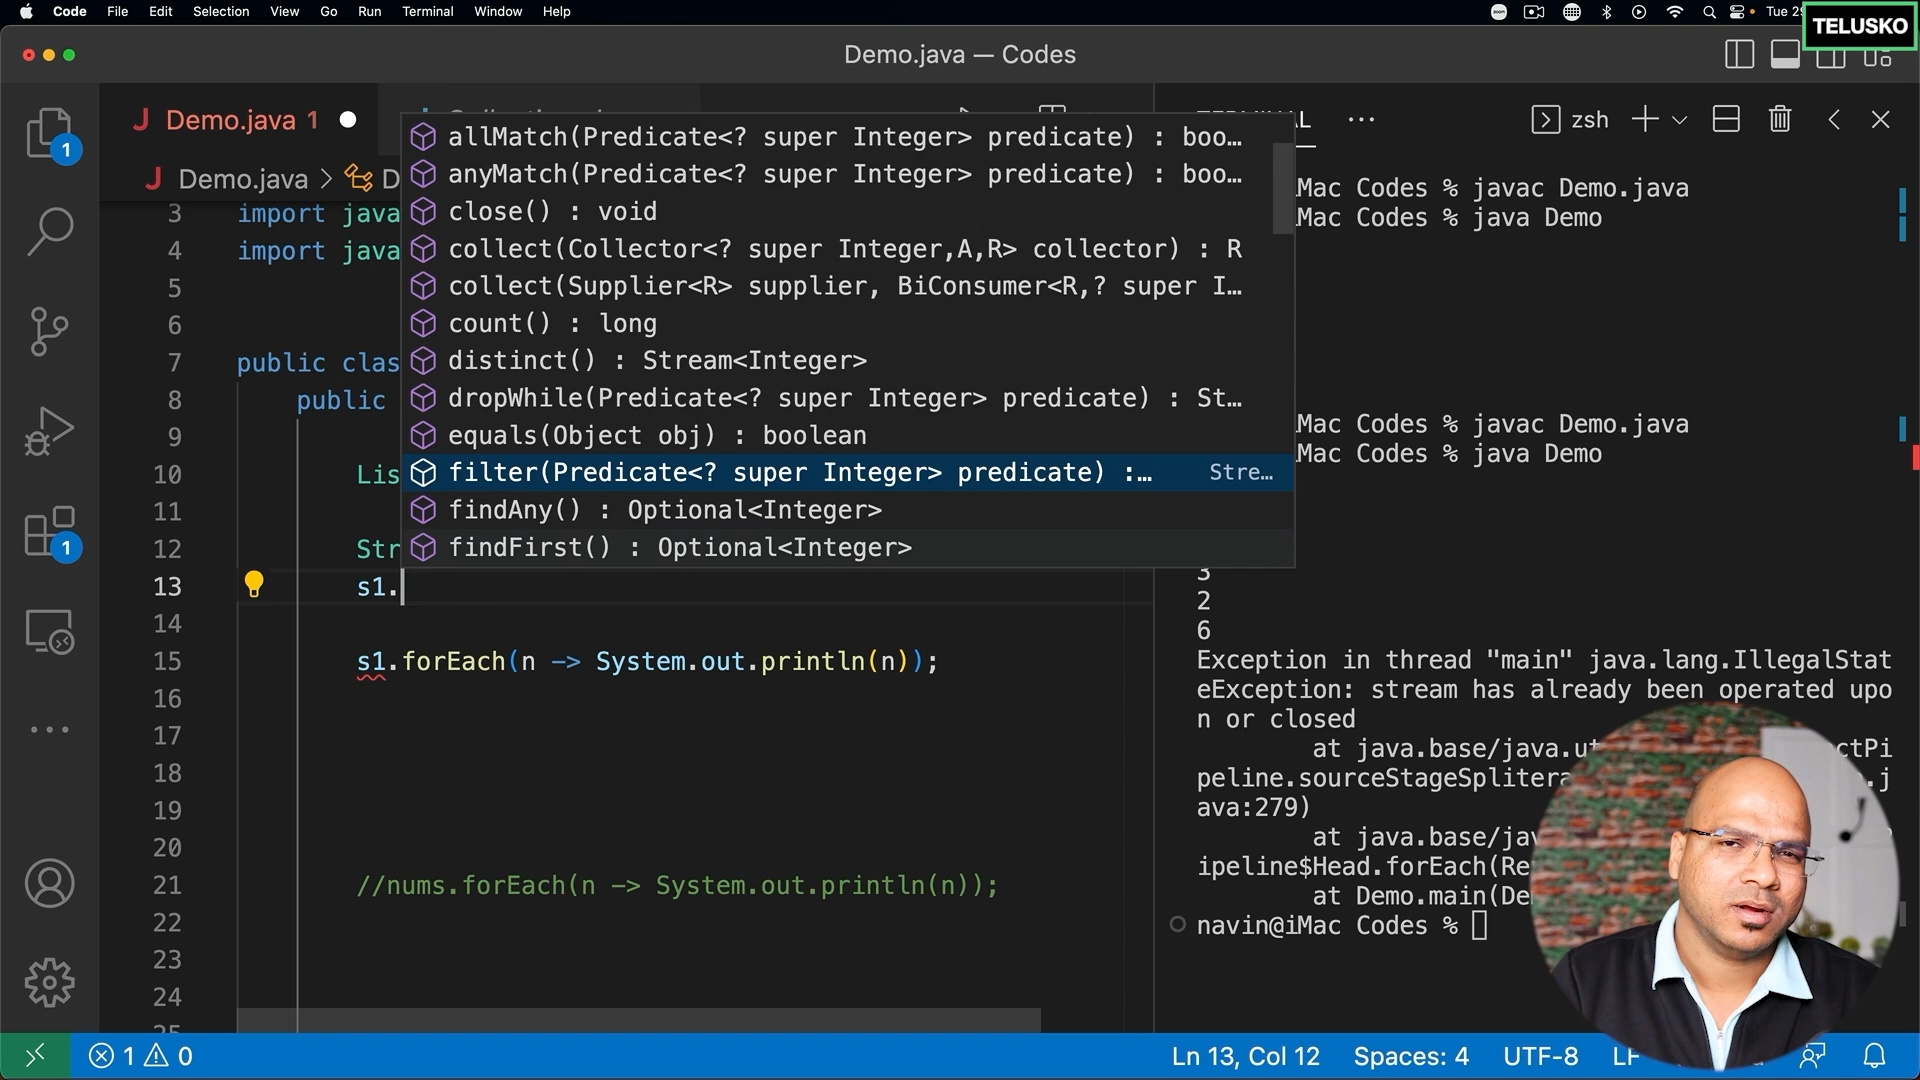 Code File Edit Selection View Go Run Terminal Window Help
zoom
Tue
TELUSKO
Demo.java — Codes
J Demo.java 1
zsh
J Demo.java > D
3 import java
4 import java
5
6
7 public clas
8 public
9
10 Lis
11
12 Str
13 s1.
14
15 s1.forEach(n -> System.out.println(n));
16
17
18
19
20
21 //nums.forEach(n -> System.out.println(n));
22
23
24
25
allMatch(Predicate<? super Integer> predicate) : boo…
anyMatch(Predicate<? super Integer> predicate) : boo…
close() : void
collect(Collector<? super Integer,A,R> collector) : R
collect(Supplier<R> supplier, BiConsumer<R,? super I…
count() : long
distinct() : Stream<Integer>
dropWhile(Predicate<? super Integer> predicate) : St…
equals(Object obj) : boolean
filter(Predicate<? super Integer> predicate) :… Stre…
findAny() : Optional<Integer>
findFirst() : Optional<Integer>
Mac Codes % javac Demo.java
Mac Codes % java Demo
Mac Codes % javac Demo.java
Mac Codes % java Demo
3
2
6
Exception in thread "main" java.lang.IllegalStat
eException: stream has already been operated upo
n or closed
at java.base/java.ut ctPi
peline.sourceStageSplitera .j
ava:279)
at java.base/jav
ipeline$Head.forEach(Re
at Demo.main(De
navin@iMac Codes %
1
1
1 0
Ln 13, Col 12 Spaces: 4 UTF-8 LF